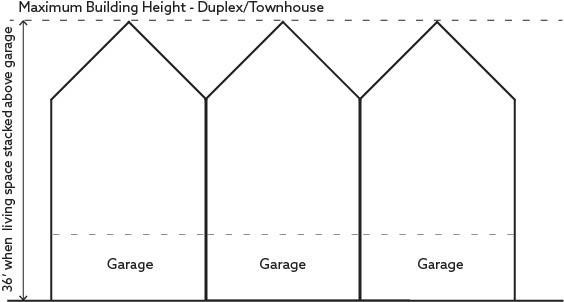 Maximum Building Height - Duplex/Townhouse
36' when living space stacked above garage
Garage
Garage
Garage